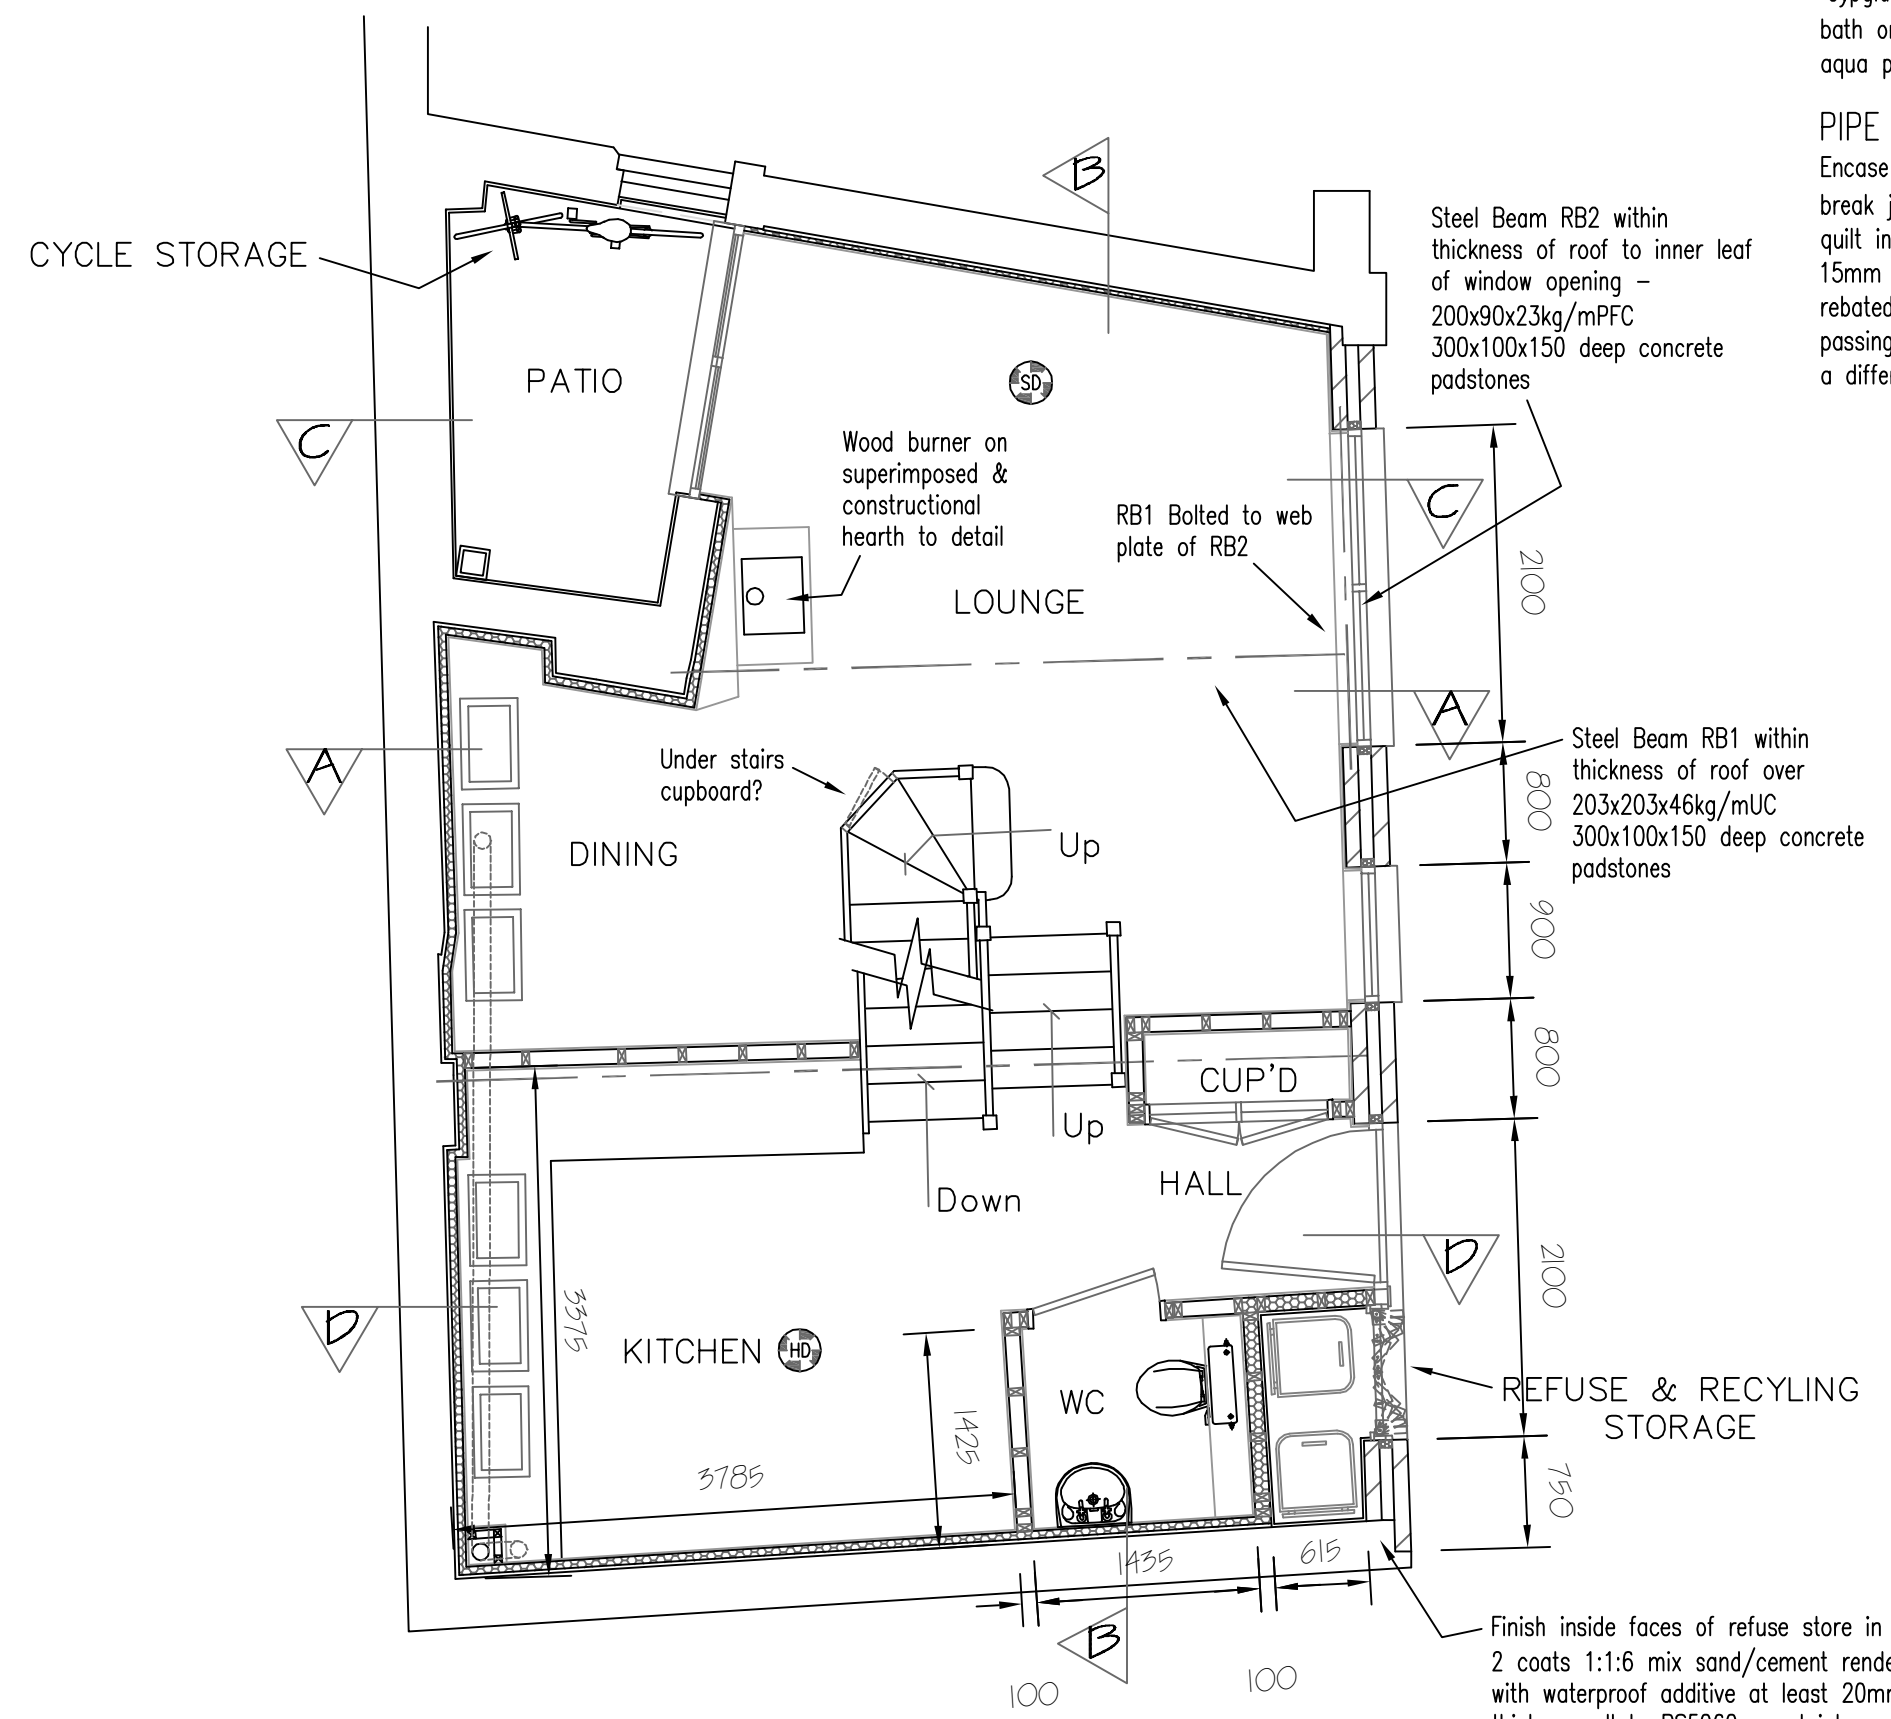 bath
aqua
PIPE
Encase
break
quilt
15mm
rebated
passing
a
CYCLE STORAGE
PATIO
B
SD
Steel Beam RB2 within
thickness of roof to inner leaf
of window opening –
200x90x23kg/mPFC
300x100x150 deep concrete
padstones
C
Wood burner on
superimposed &
constructional
hearth to detail
C
RB1 Bolted to web
plate of RB2
LOUNGE
2100
A
A
Steel Beam RB1 within
thickness of roof over
203x203x46kg/mUC
300x100x150 deep concrete
padstones
Under stairs
cupboard?
800
DINING
Up
900
800
CUP'D
Up
HALL
Down
D
D
2100
3375
KITCHEN
HD
WC
1425
REFUSE & RECYLING
STORAGE
3785
750
1435
615
B
100
100
Finish inside faces of refuse store in
2 coats 1:1:6 mix sand/cement
with waterproof additive at least